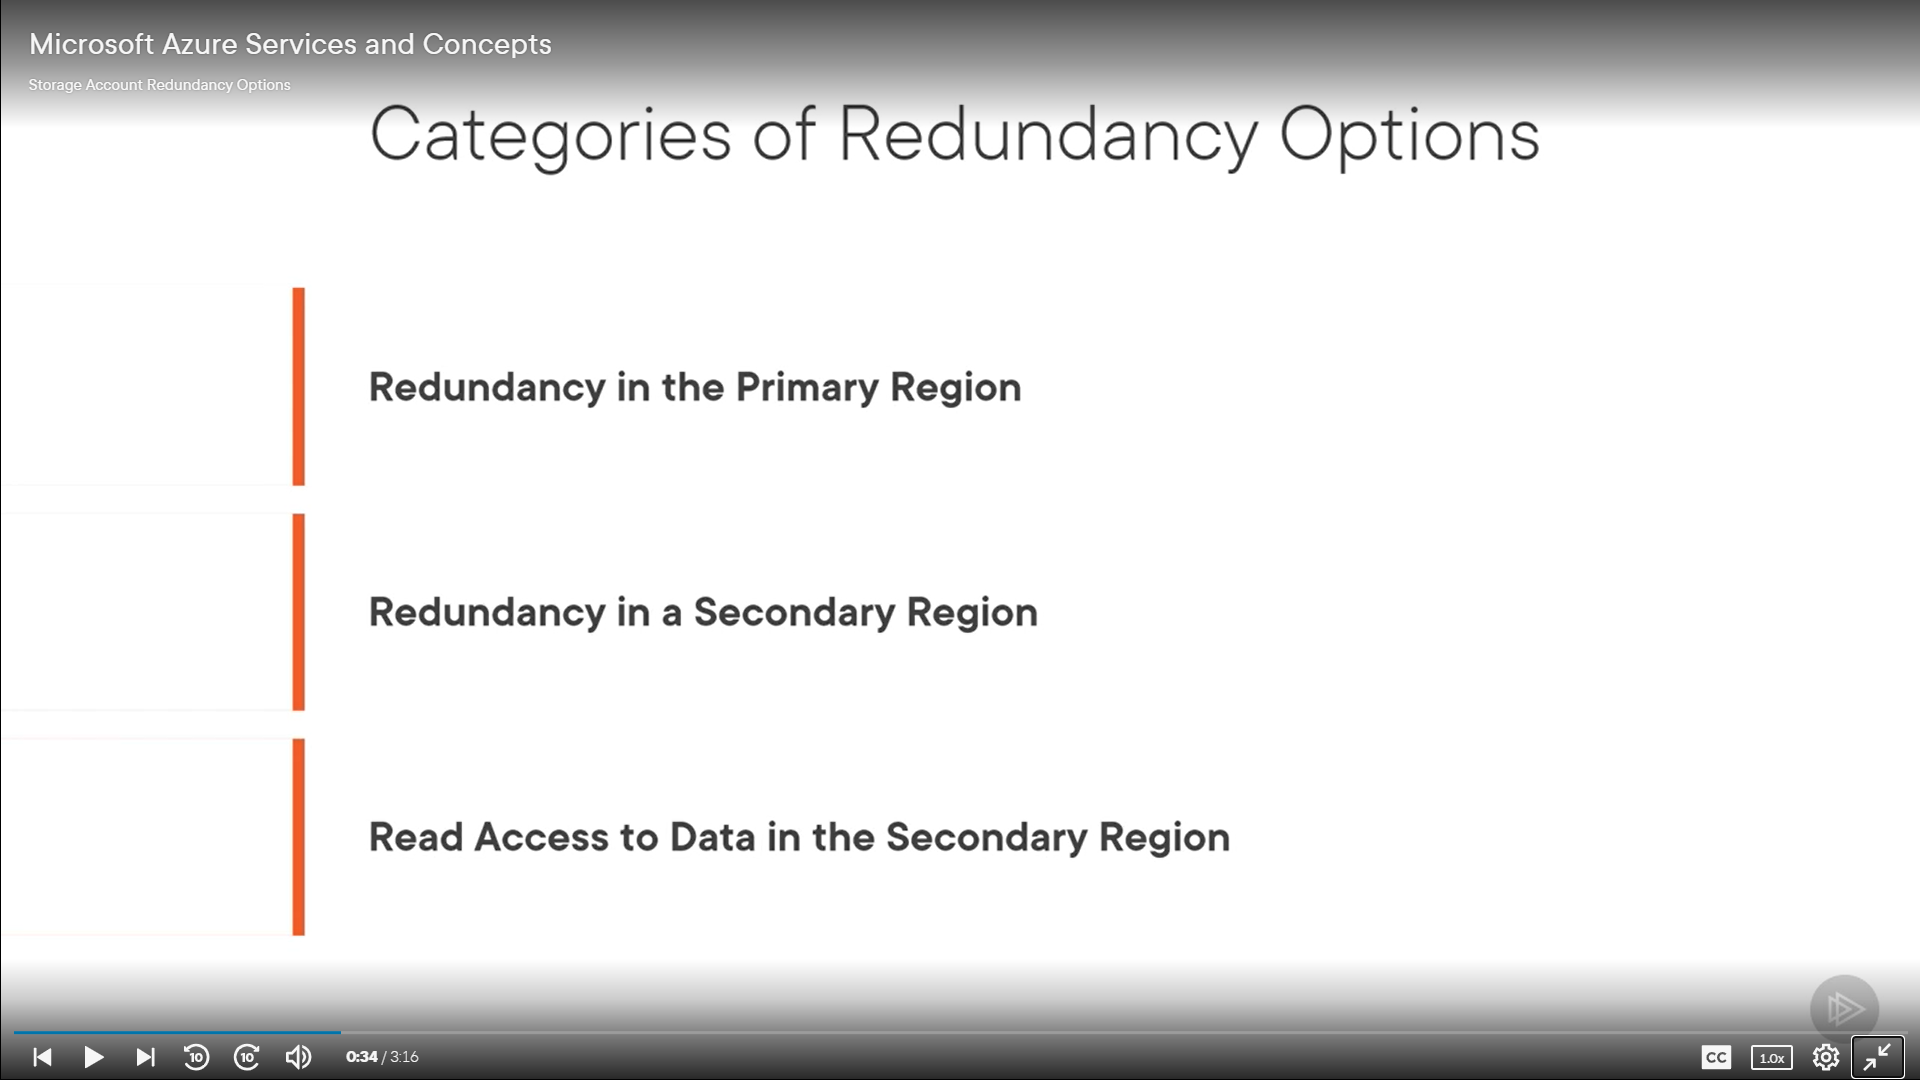 Microsoft Azure Services and Concepts
Storage Account Redundancy Options
Categories of Redundancy Options
Redundancy in the Primary Region
Redundancy in a Secondary Region
Read Access to Data in the Secondary Region
10 10 0:34 / 3:16 CC 1.0x